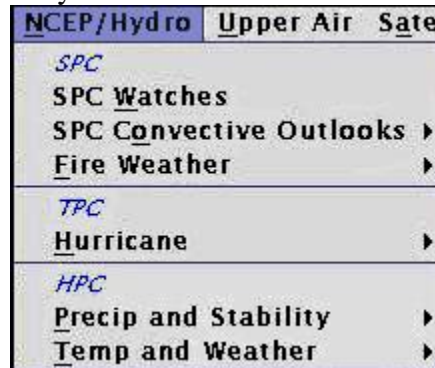 NCEP/Hydro Upper Air Sate
SPC
SPC Watches
SPC Convective Outlooks
Fire Weather
TPC
Hurricane
HPC
Precip and Stability
Temp and Weather